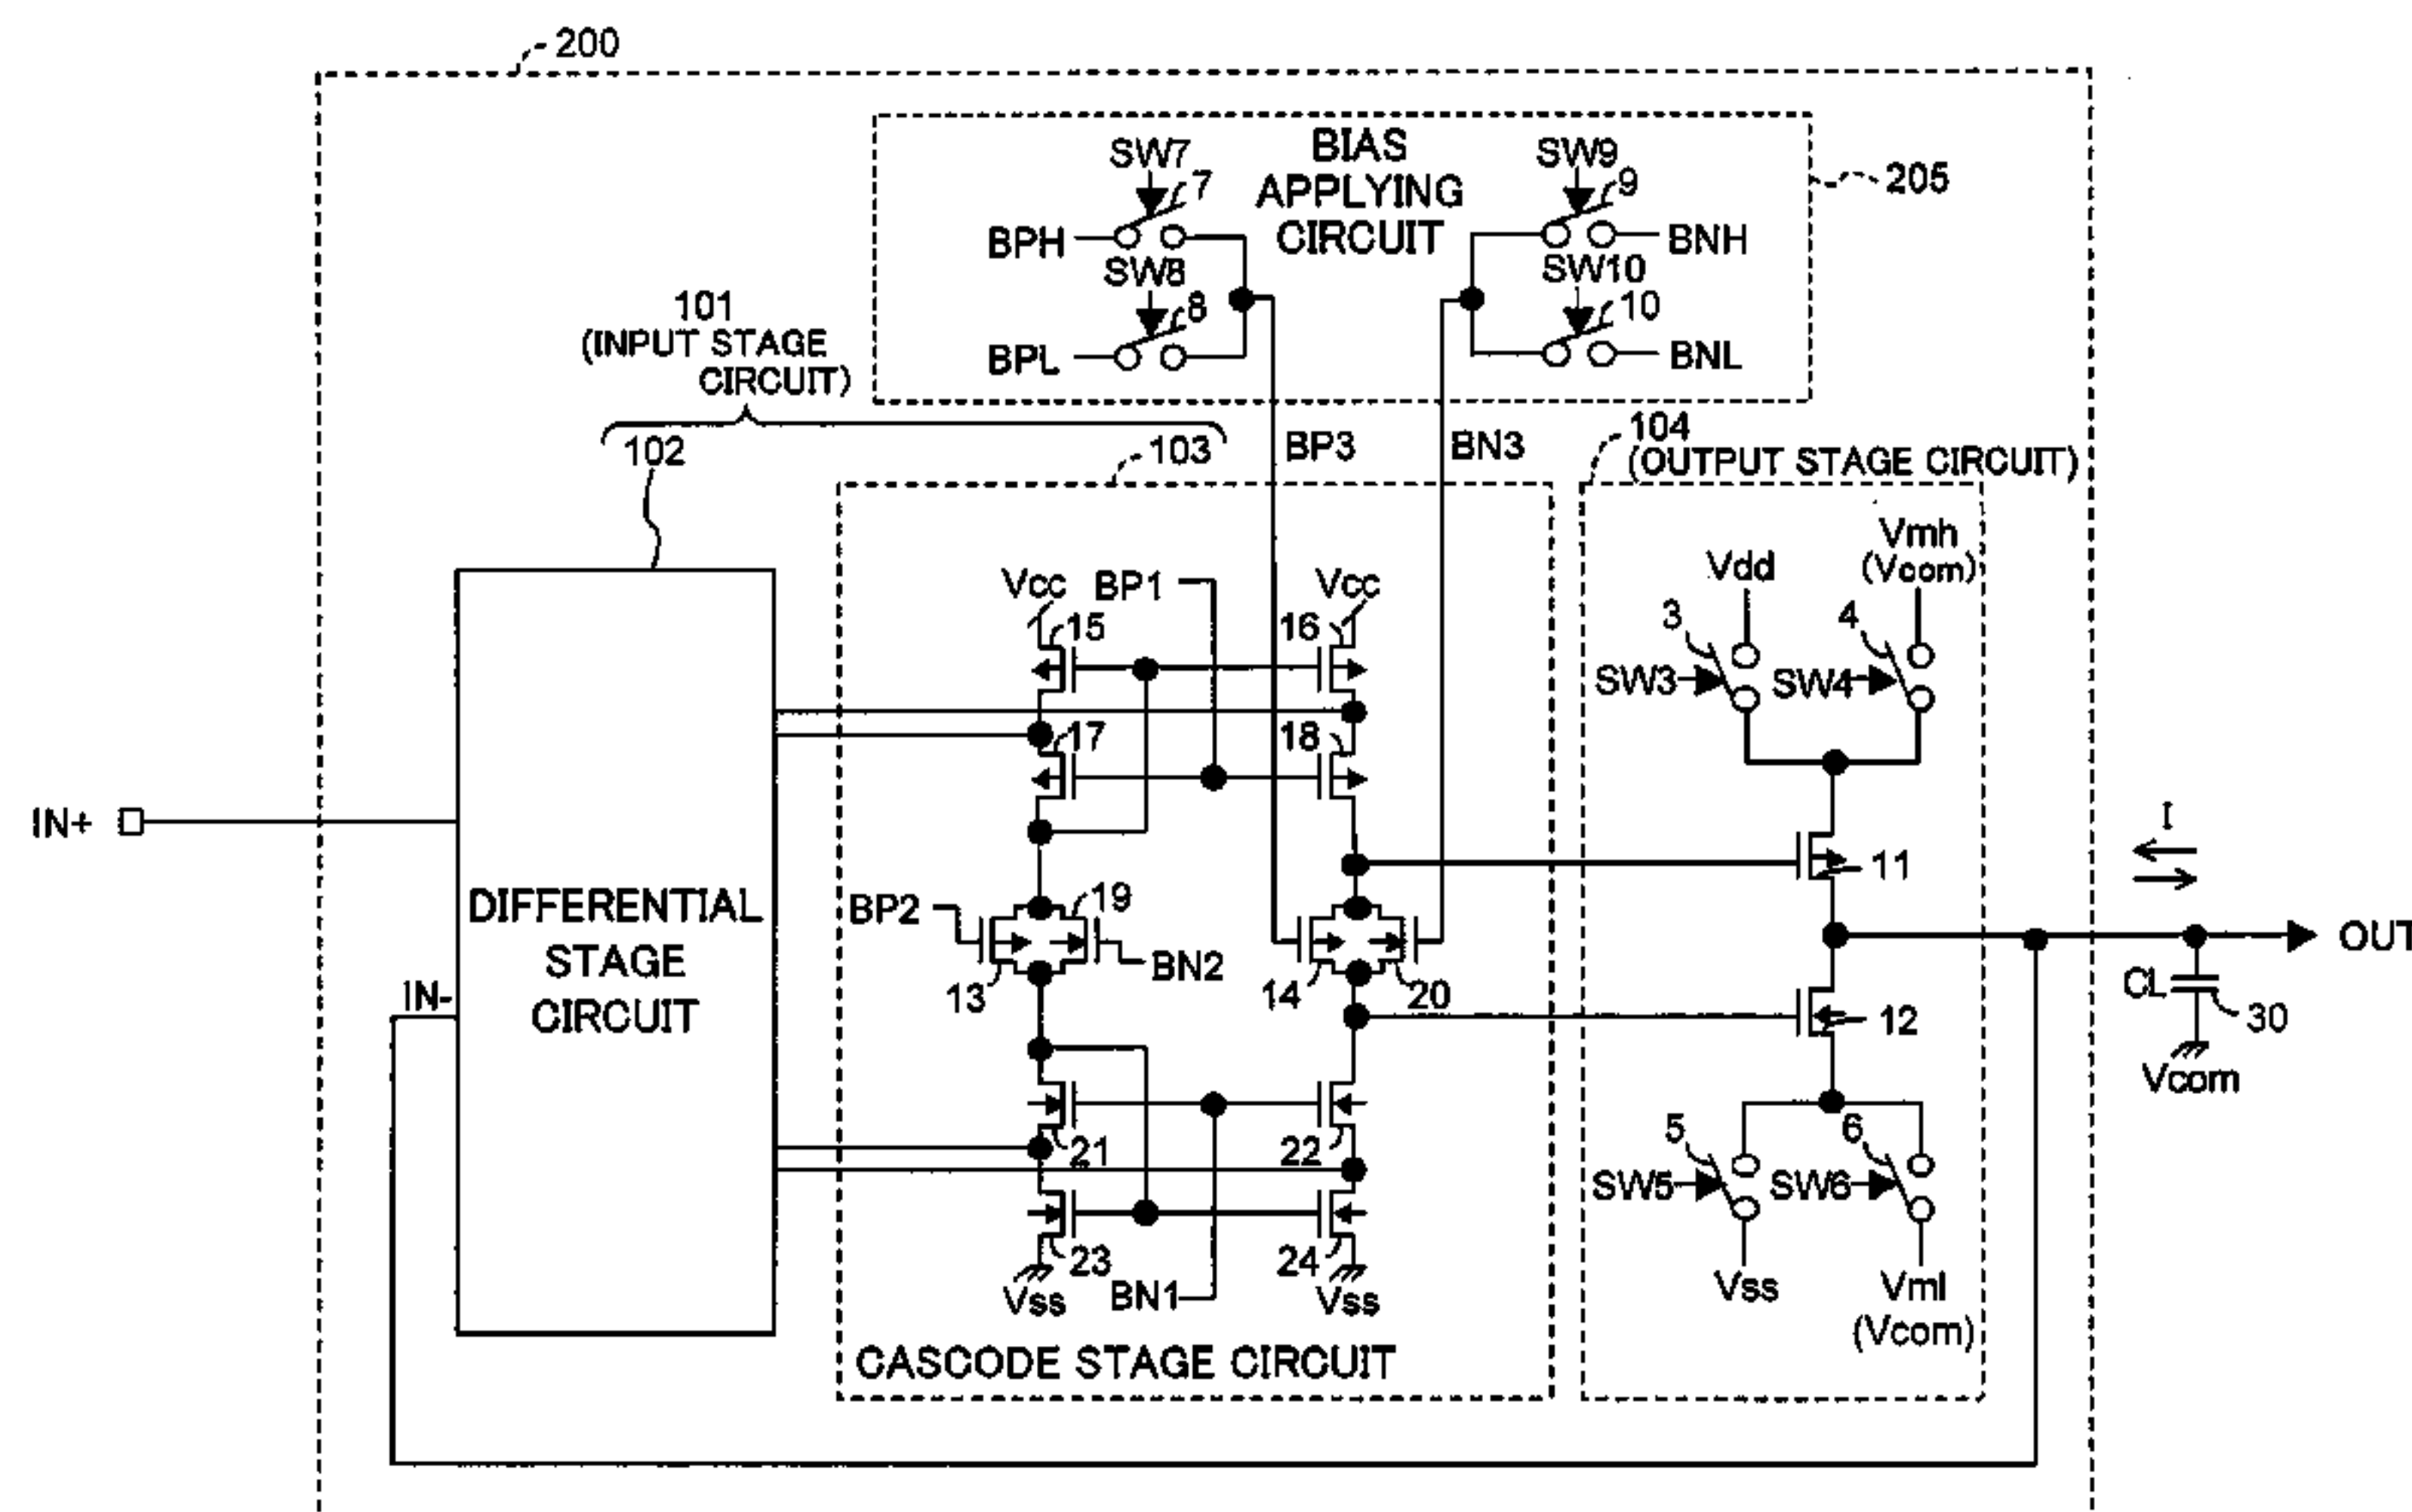 200
BIAS
APPLYING
CIRCUIT
SW7
7
BPH
SW8
8
BPL
SW9
9
BNH
SW10
10
BNL
205
101
(INPUT STAGE
CIRCUIT)
102
103
BP3
BN3
104
(OUTPUT STAGE CIRCUIT)
Vcc
BP1
Vcc
15
16
17
18
Vdd
Vmh
(Vcom)
3
4
SW3
SW4
IN+
DIFFERENTIAL
STAGE
CIRCUIT
IN-
BP2
19
BN2
13
14
20
11
12
I
OUT
CL
30
Vcom
21
22
23
24
Vss
BN1
Vss
5
6
SW5
SW6
Vss
Vml
(Vcom)
CASCODE STAGE CIRCUIT